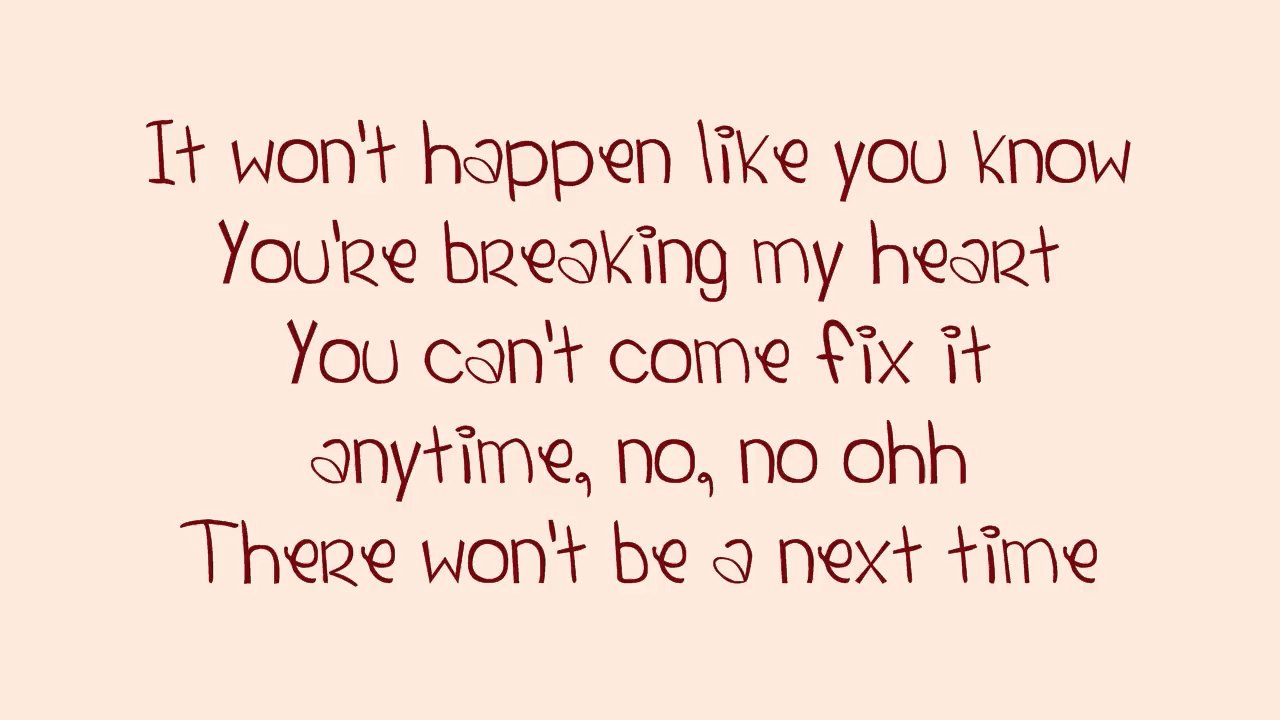 It won't happen like you know
You're breaking my heart
You can't come fix it
anytime, no, no ohh
There won't be a next time